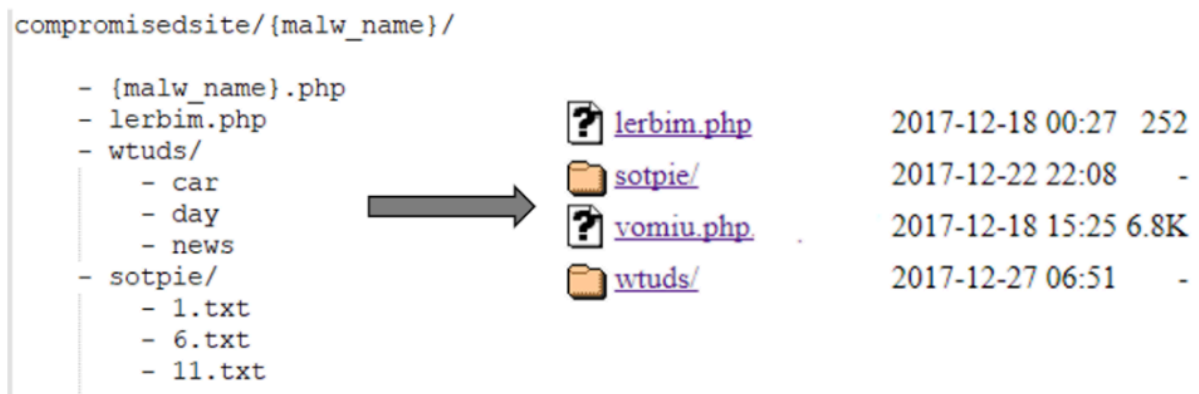 compromisedsite/{malw_name}/
- {malw_name}.php
- lerbim.php
- wtuds/
- car
- day
- news
- sotpie/
- 1.txt
- 6.txt
- 11.txt
lerbim.php 2017-12-18 00:27 252
sotpie/ 2017-12-22 22:08 -
vomiu.php 2017-12-18 15:25 6.8K
wtuds/ 2017-12-27 06:51 -